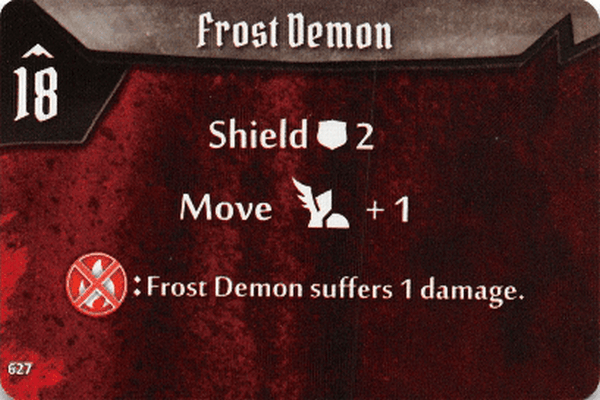 Frost Demon
18
Shield 2
Move + 1
: Frost Demon suffers 1 damage.
627